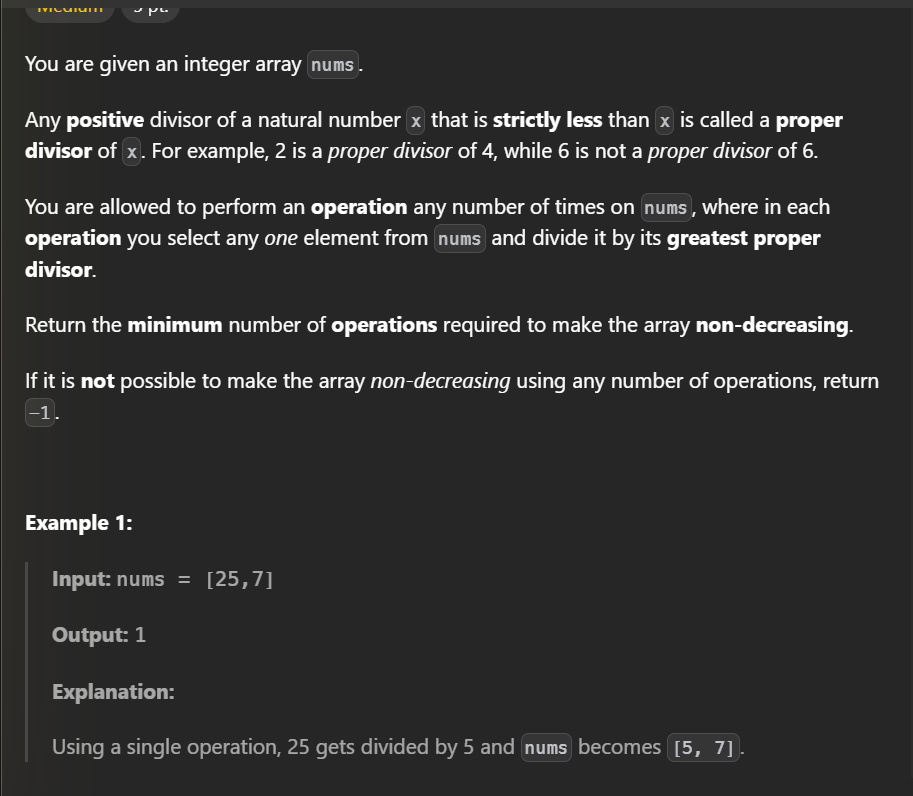 Medium 5 pt.
You are given an integer array nums.
Any positive divisor of a natural number x that is strictly less than x is called a proper
divisor of x. For example, 2 is a proper divisor of 4, while 6 is not a proper divisor of 6.
You are allowed to perform an operation any number of times on nums, where in each
operation you select any one element from nums and divide it by its greatest proper
divisor.
Return the minimum number of operations required to make the array non-decreasing.
If it is not possible to make the array non-decreasing using any number of operations, return
-1.
Example 1:
Input: nums = [25,7]
Output: 1
Explanation:
Using a single operation, 25 gets divided by 5 and nums becomes [5, 7].